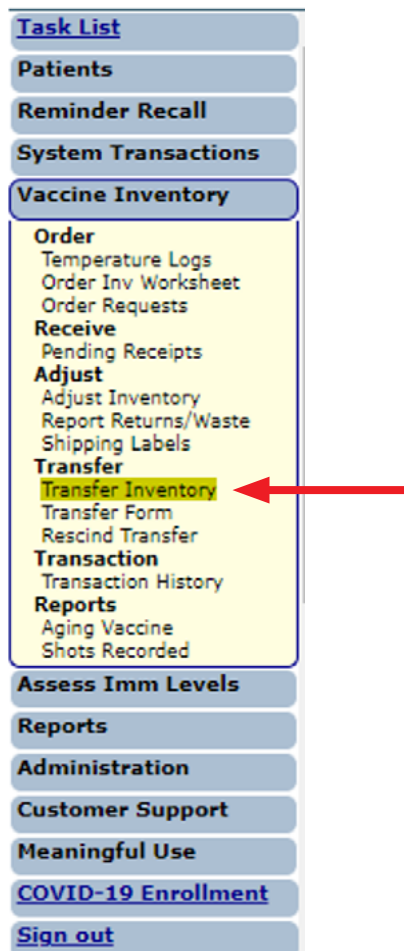 Task List
Patients
Reminder Recall
System Transactions
Vaccine Inventory
Order
Temperature Logs
Order Inv Worksheet
Order Requests
Receive
Pending Receipts
Adjust
Adjust Inventory
Report Returns/Waste
Shipping Labels
Transfer
Transfer Inventory
Transfer Form
Rescind Transfer
Transaction
Transaction History
Reports
Aging Vaccine
Shots Recorded
Assess Imm Levels
Reports
Administration
Customer Support
Meaningful Use
COVID-19 Enrollment
Sign out